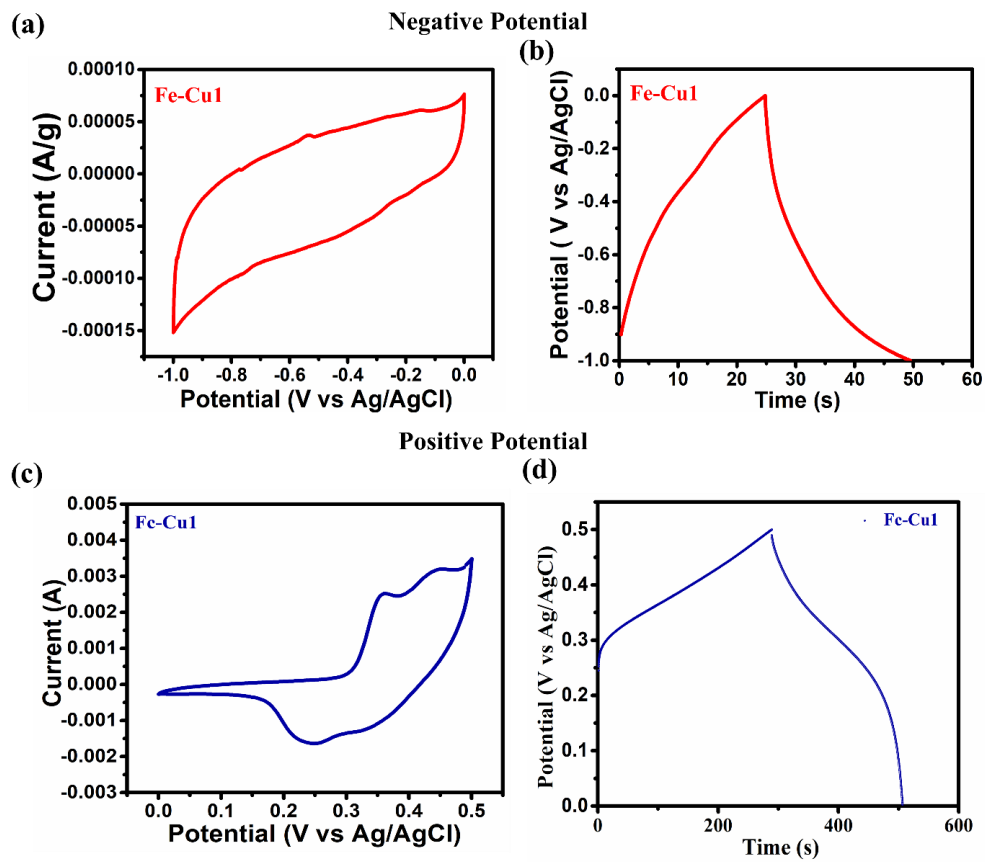 Negative Potential
(a)
Fe-Cu1
0.00010
0.00005
0.00000
-0.00005
-0.00010
-0.00015
Current (A/g)
-1.0 -0.8 -0.6 -0.4 -0.2 0.0
Potential (V vs Ag/AgCl)
(b)
Fe-Cu1
0.0
-0.2
-0.4
-0.6
-0.8
-1.0
Potential ( V vs Ag/AgCl)
0 10 20 30 40 50 60
Time (s)
Positive Potential
(c)
Fe-Cu1
0.005
0.004
0.003
0.002
0.001
0.000
-0.001
-0.002
-0.003
Current (A)
0.0 0.1 0.2 0.3 0.4 0.5
Potential (V vs Ag/AgCl)
(d)
Fe-Cu1
0.5
0.4
0.3
0.2
0.1
0.0
Potential (V vs Ag/AgCl)
0 200 400 600
Time (s)